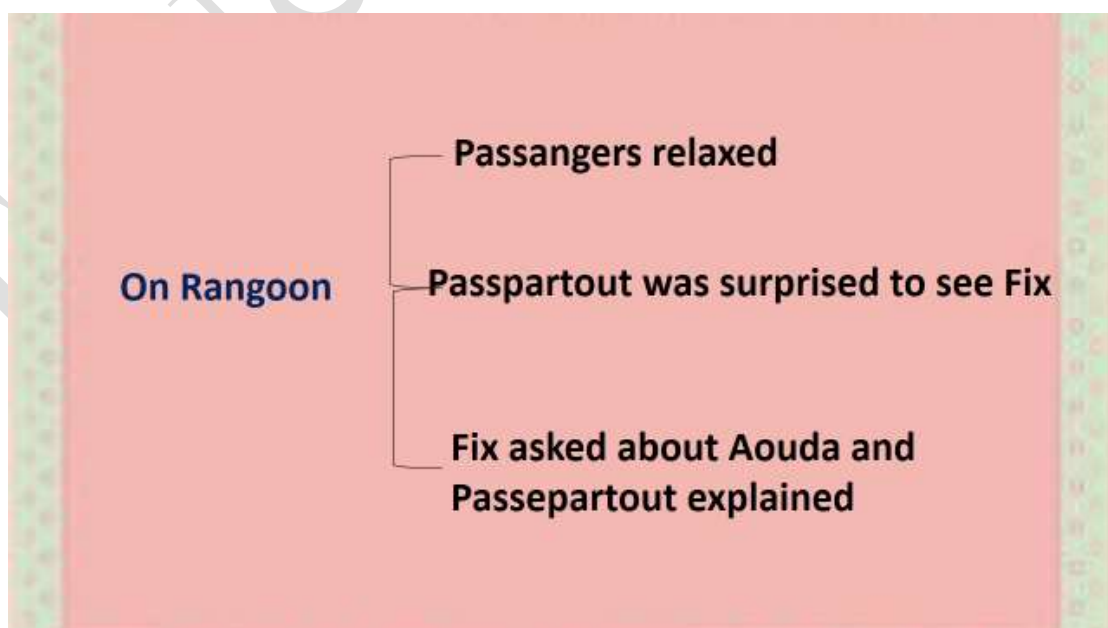 Passangers relaxed
On Rangoon
Passpartout was surprised to see Fix
Fix asked about Aouda and
Passepartout explained